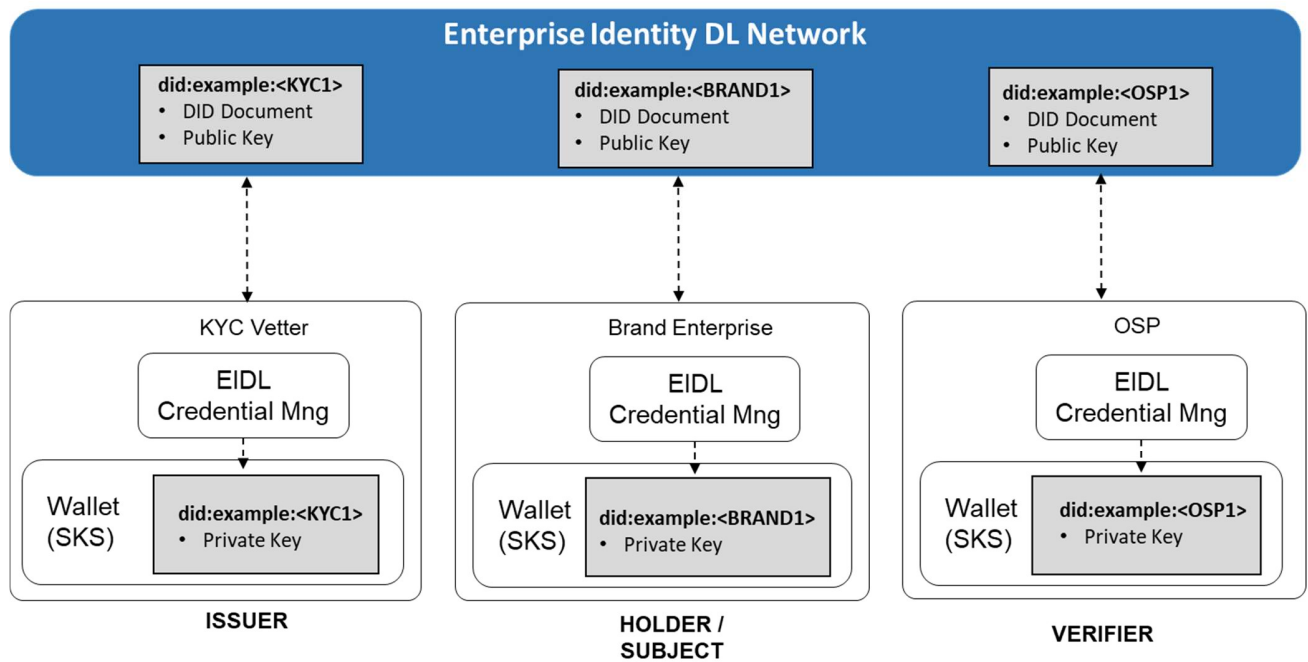 Enterprise Identity DL Network
did:example:<KYC1>
• DID Document
• Public Key
did:example:<BRAND1>
• DID Document
• Public Key
did:example:<OSP1>
• DID Document
• Public Key
KYC Vetter
EIDL
Credential Mng
Wallet
(SKS)
did:example:<KYC1>
• Private Key
ISSUER
Brand Enterprise
EIDL
Credential Mng
Wallet
(SKS)
did:example:<BRAND1>
• Private Key
HOLDER /
SUBJECT
OSP
EIDL
Credential Mng
Wallet
(SKS)
did:example:<OSP1>
• Private Key
VERIFIER